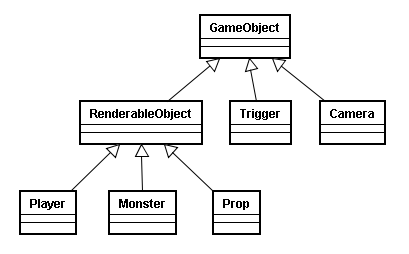 GameObject
RenderableObject
Trigger
Camera
Player
Monster
Prop